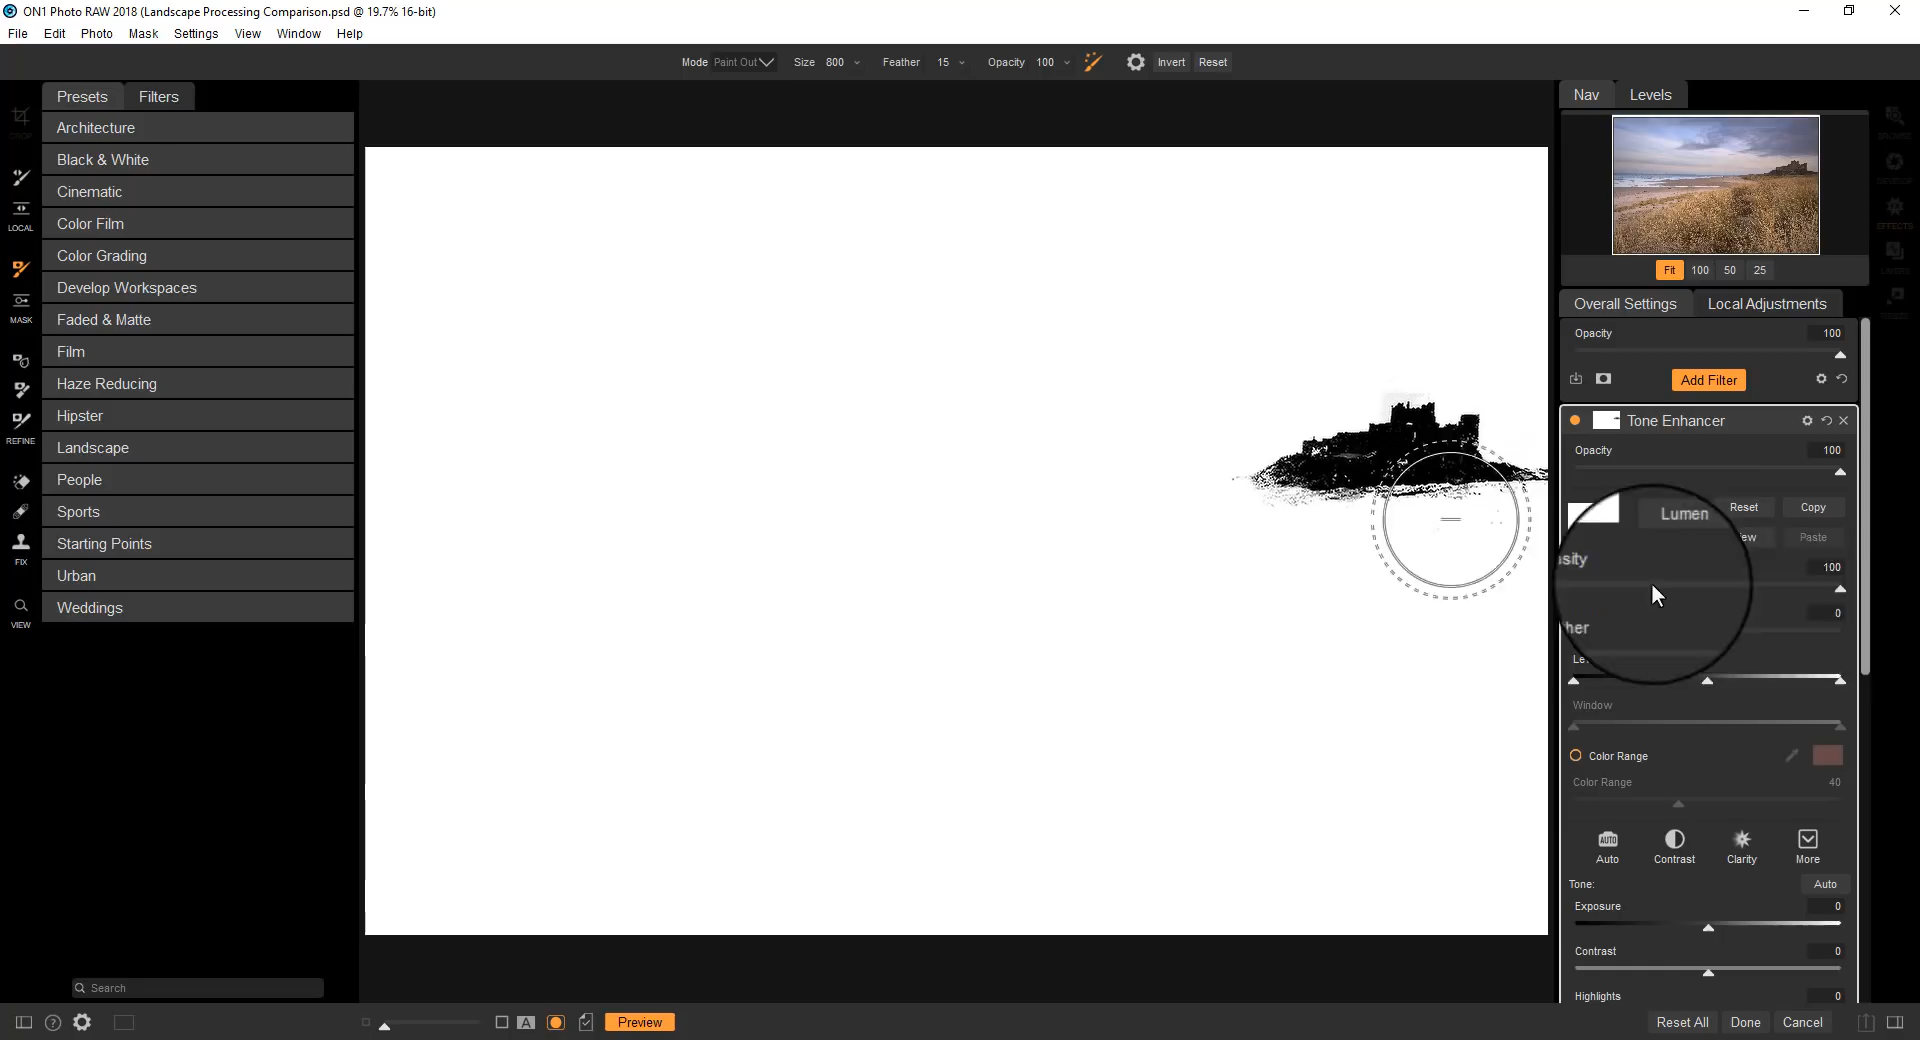 ON1 Photo RAW 2018 (Landscape Processing Comparison.psd @ 19.7% 16-bit)
File Edit Photo Mask Settings View Window Help
Mode Paint Out Size 800 Feather 15 Opacity 100 Invert Reset
Presets Filters
Architecture
Black & White
Cinematic
Color Film
Color Grading
Develop Workspaces
Faded & Matte
Film
Haze Reducing
Hipster
Landscape
People
Sports
Starting Points
Urban
Weddings
Search
LOCAL
MASK
REFINE
FIX
VIEW
Nav Levels
Fit 100 50 25
Overall Settings Local Adjustments
Opacity 100
Add Filter
Tone Enhancer
Opacity 100
Lumen Reset Copy
ew Paste
sity 100
her 0
Le
Window
Color Range
Color Range 40
AUTO
Auto Contrast Clarity More
Tone: Auto
Exposure 0
Contrast 0
Highlights 0
A Preview
Reset All Done Cancel